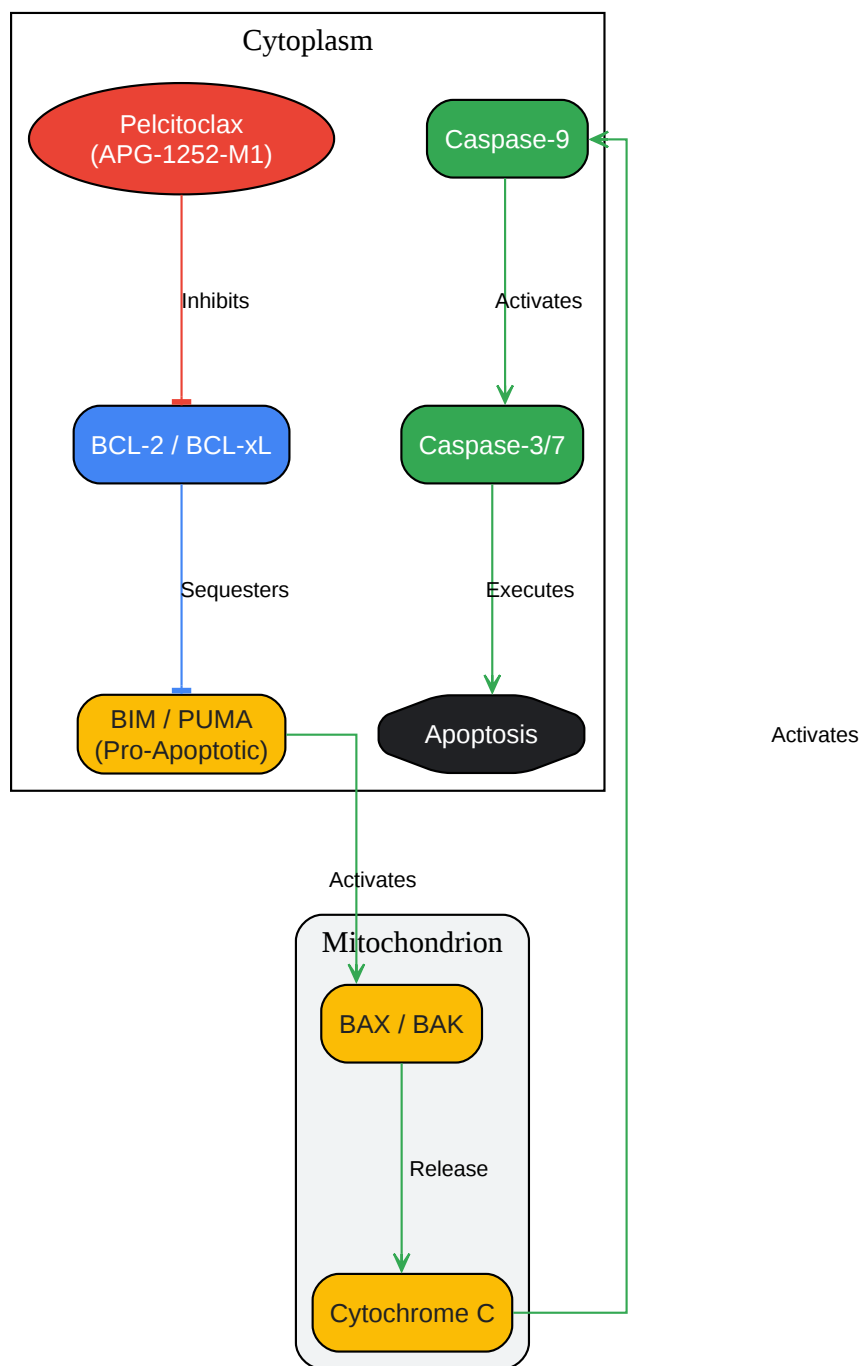 Cytoplasm
Pelcitoclax
(APG-1252-M1)
Caspase-9
Inhibits
Activates
BCL-2 / BCL-xL
Caspase-3/7
Sequesters
Executes
BIM / PUMA
(Pro-Apoptotic)
Apoptosis
Activates
Activates
Mitochondrion
BAX / BAK
Release
Cytochrome C